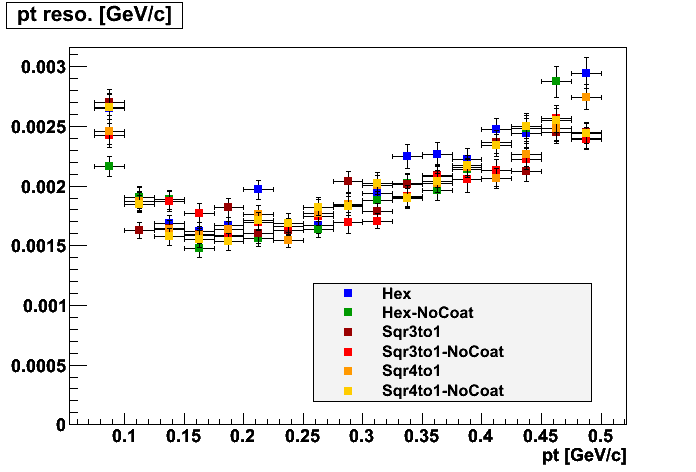 pt reso. [GeV/c]
0.003
0.0025
0.002
0.0015
0.001
0.0005
0
Hex
Hex-NoCoat
Sqr3to1
Sqr3to1-NoCoat
Sqr4to1
Sqr4to1-NoCoat
0.1 0.15 0.2 0.25 0.3 0.35 0.4 0.45 0.5
pt [GeV/c]